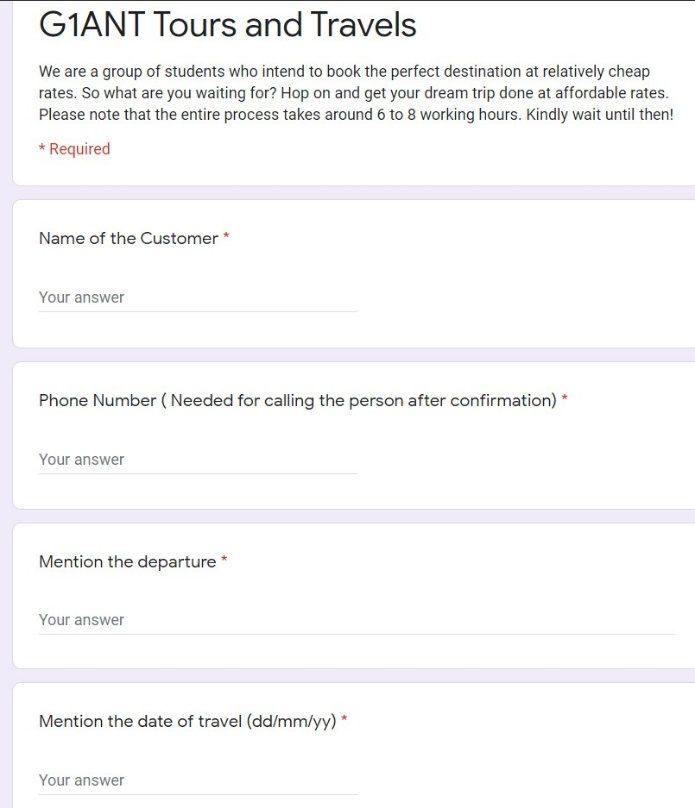 G1ANT Tours and Travels
We are a group of students who intend to book the perfect destination at relatively cheap
rates. So what are you waiting for? Hop on and get your dream trip done at affordable rates.
Please note that the entire process takes around 6 to 8 working hours. Kindly wait until then!
* Required
Name of the Customer *
Your answer
Phone Number ( Needed for calling the person after confirmation) *
Your answer
Mention the departure *
Your answer
Mention the date of travel (dd/mm/yy) *
Your answer